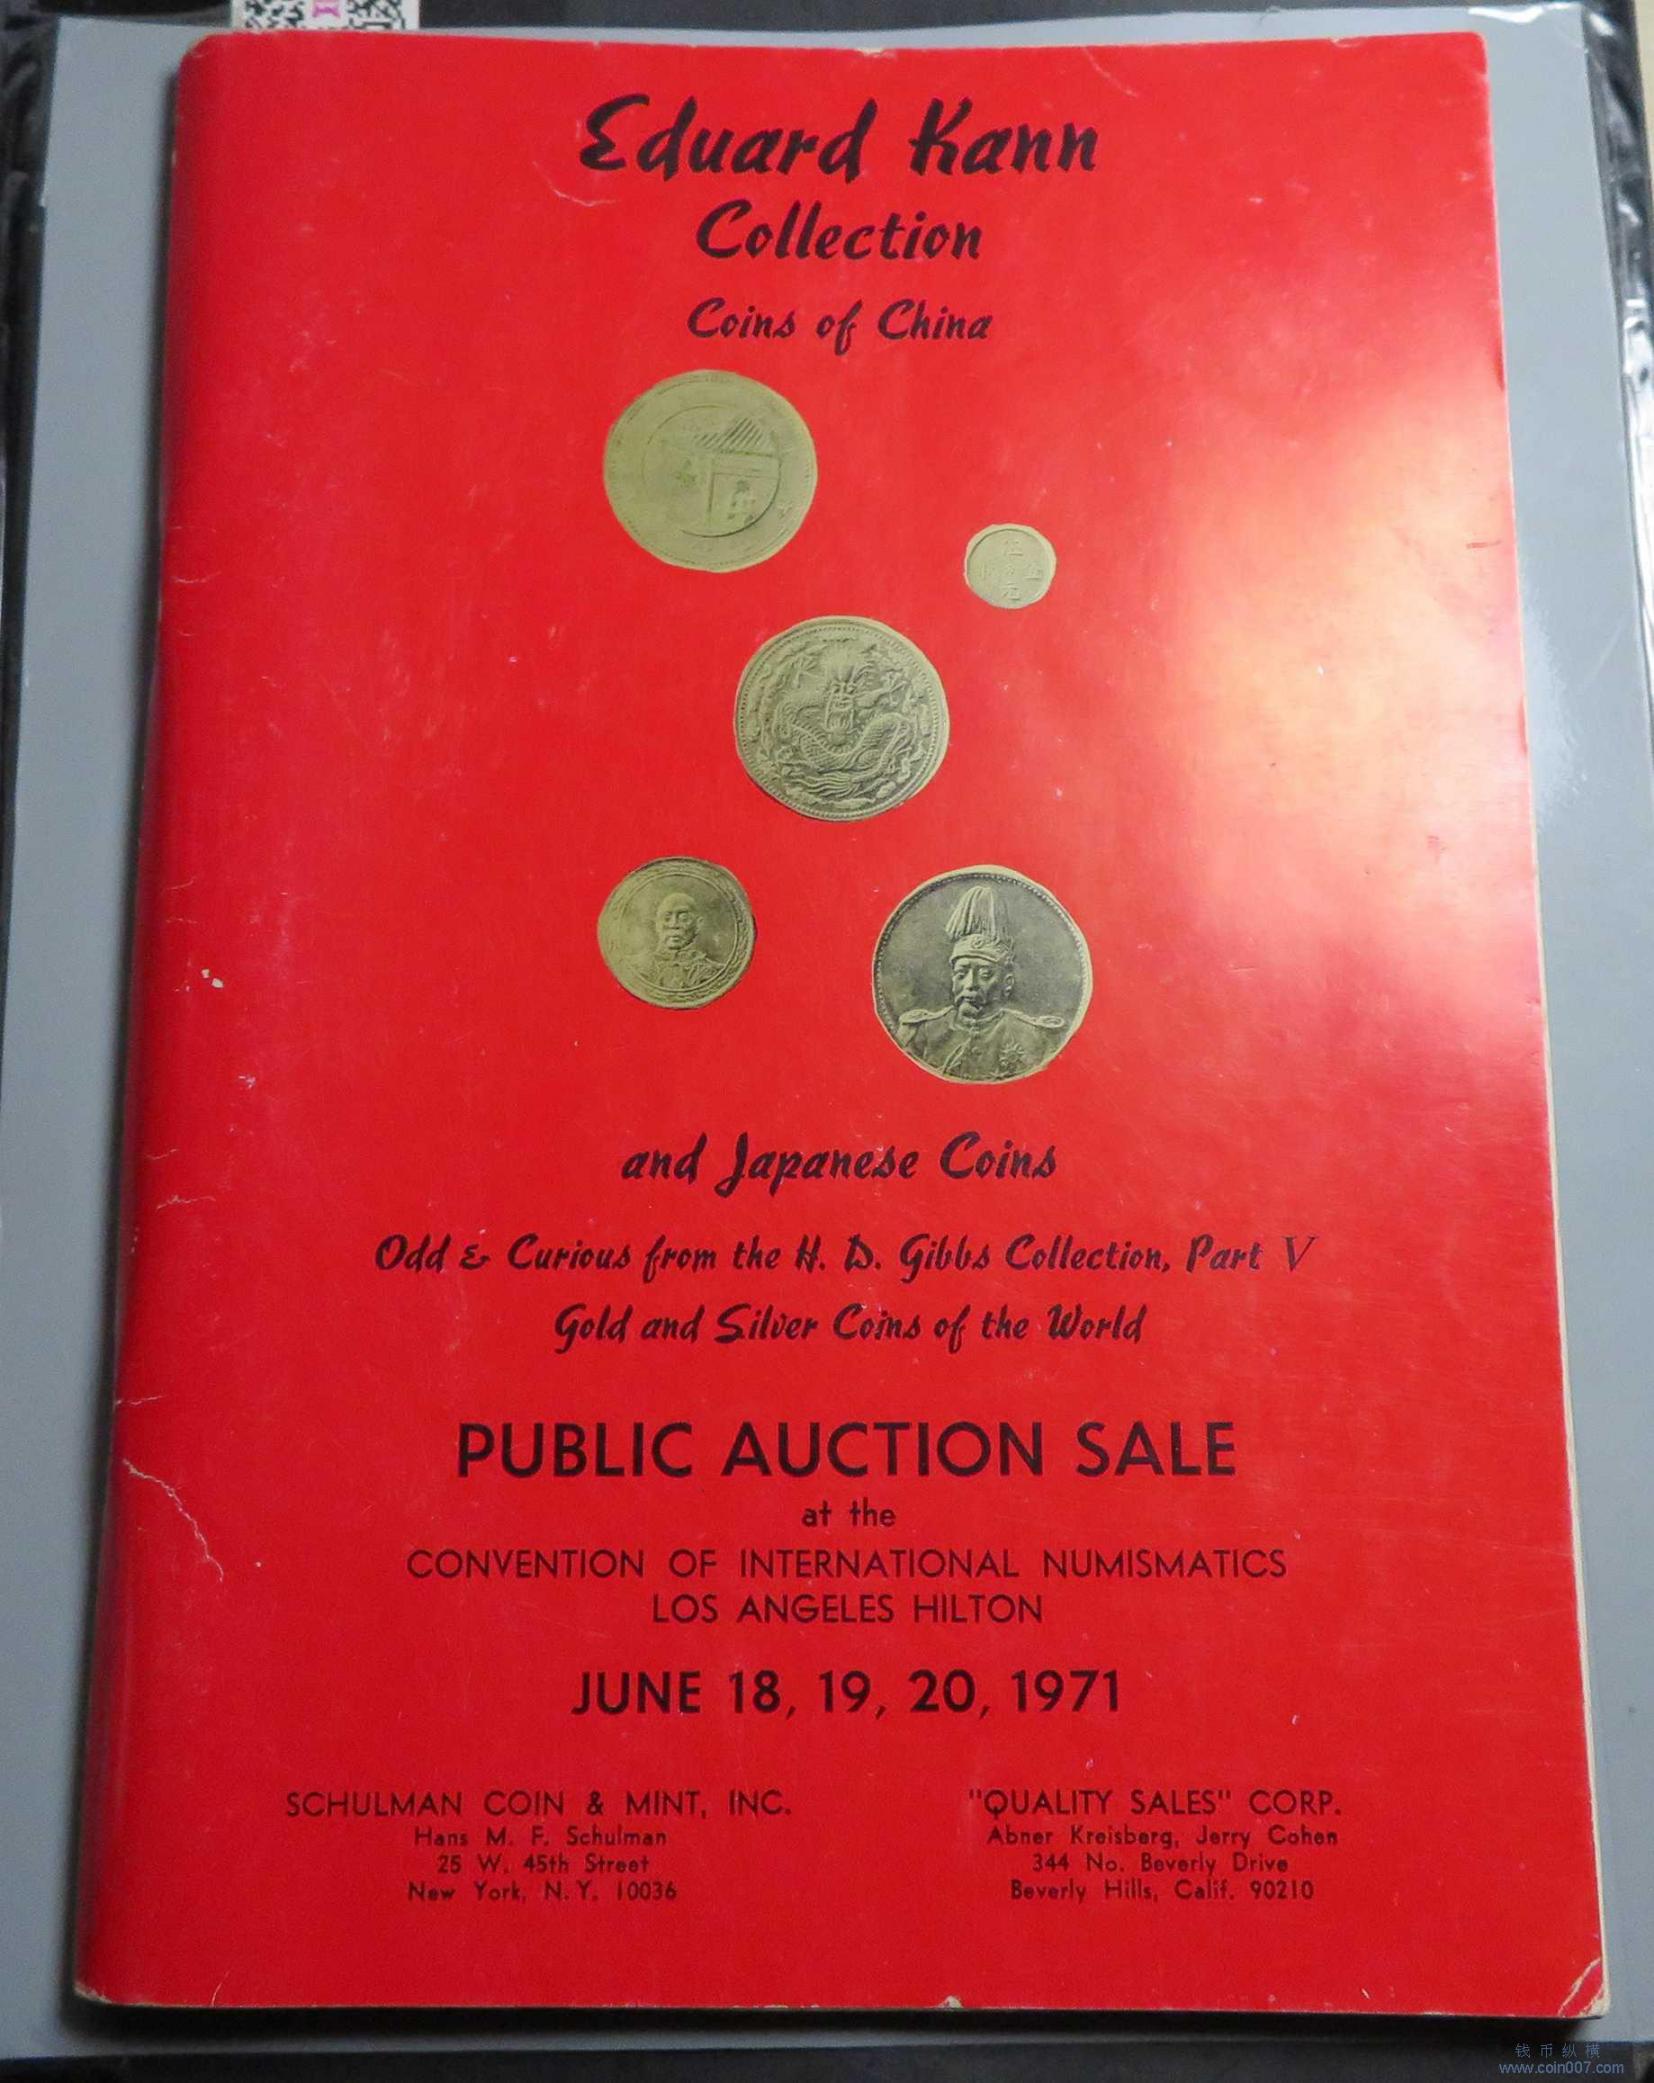 Eduard Kann
Collection
Coins of China
and Japanese Coins
Odd & Curious from the H. D. Gibbs Collection, Part V
Gold and Silver Coins of the World
PUBLIC AUCTION SALE
at the
CONVENTION OF INTERNATIONAL NUMISMATICS
LOS ANGELES HILTON
JUNE 18, 19, 20, 1971
SCHULMAN COIN & MINT, INC.
Hans M. F. Schulman
25 W. 45th Street
New York, N. Y. 10036
"QUALITY SALES" CORP.
Abner Kreisberg, Jerry Cohen
344 No. Beverly Drive
Beverly Hills, Calif. 90210
钱币纵横
www.coin007.com